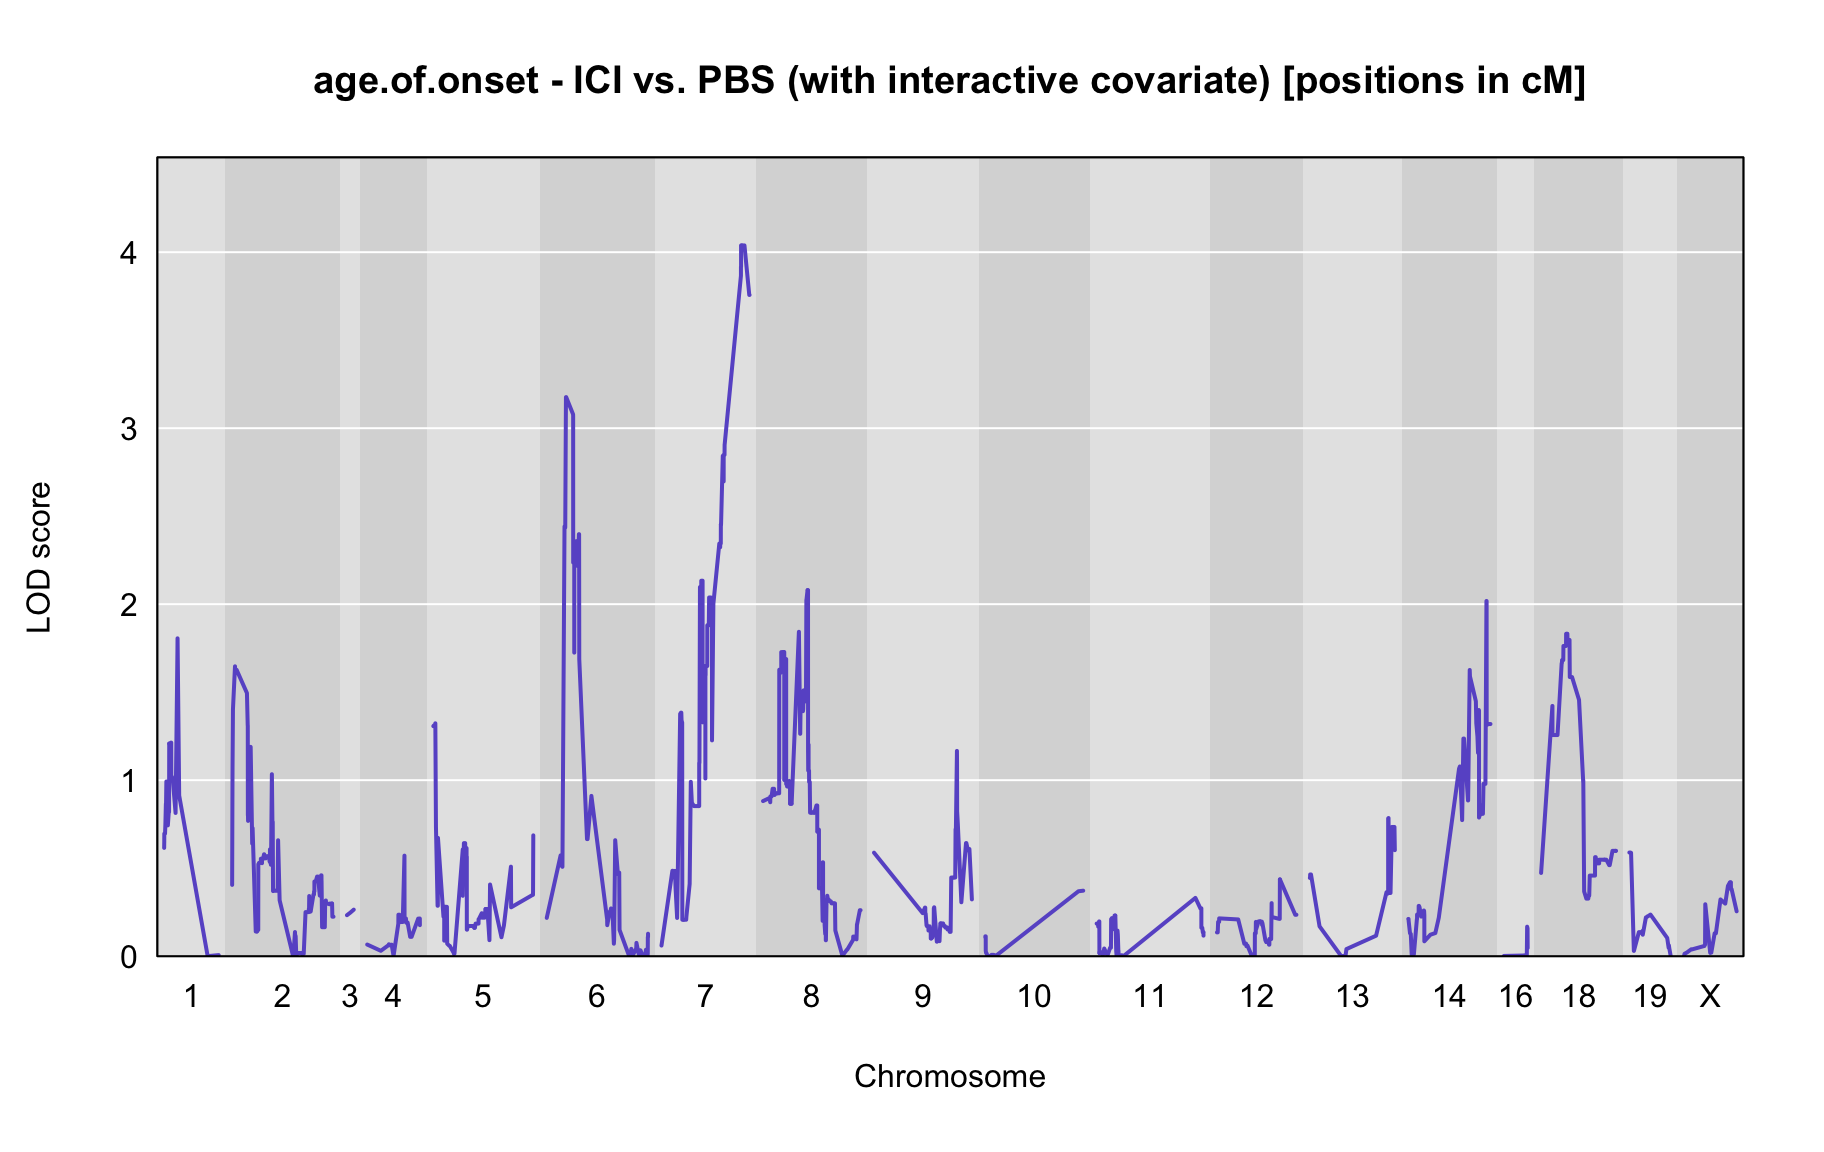 age.of.onset - ICI vs. PBS (with interactive covariate) [positions in cM]
4
3
2
1
0
LOD score
1 2 3 4 5 6 7 8 9 10 11 12 13 14 16 18 19 X
Chromosome